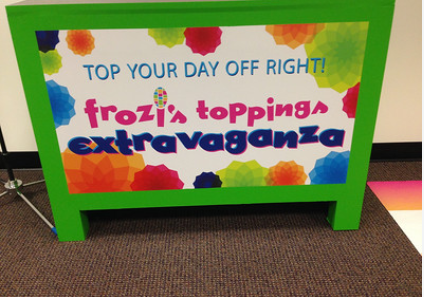 TOP YOUR DAY OFF RIGHT!
frozi's toppings
extravaganza